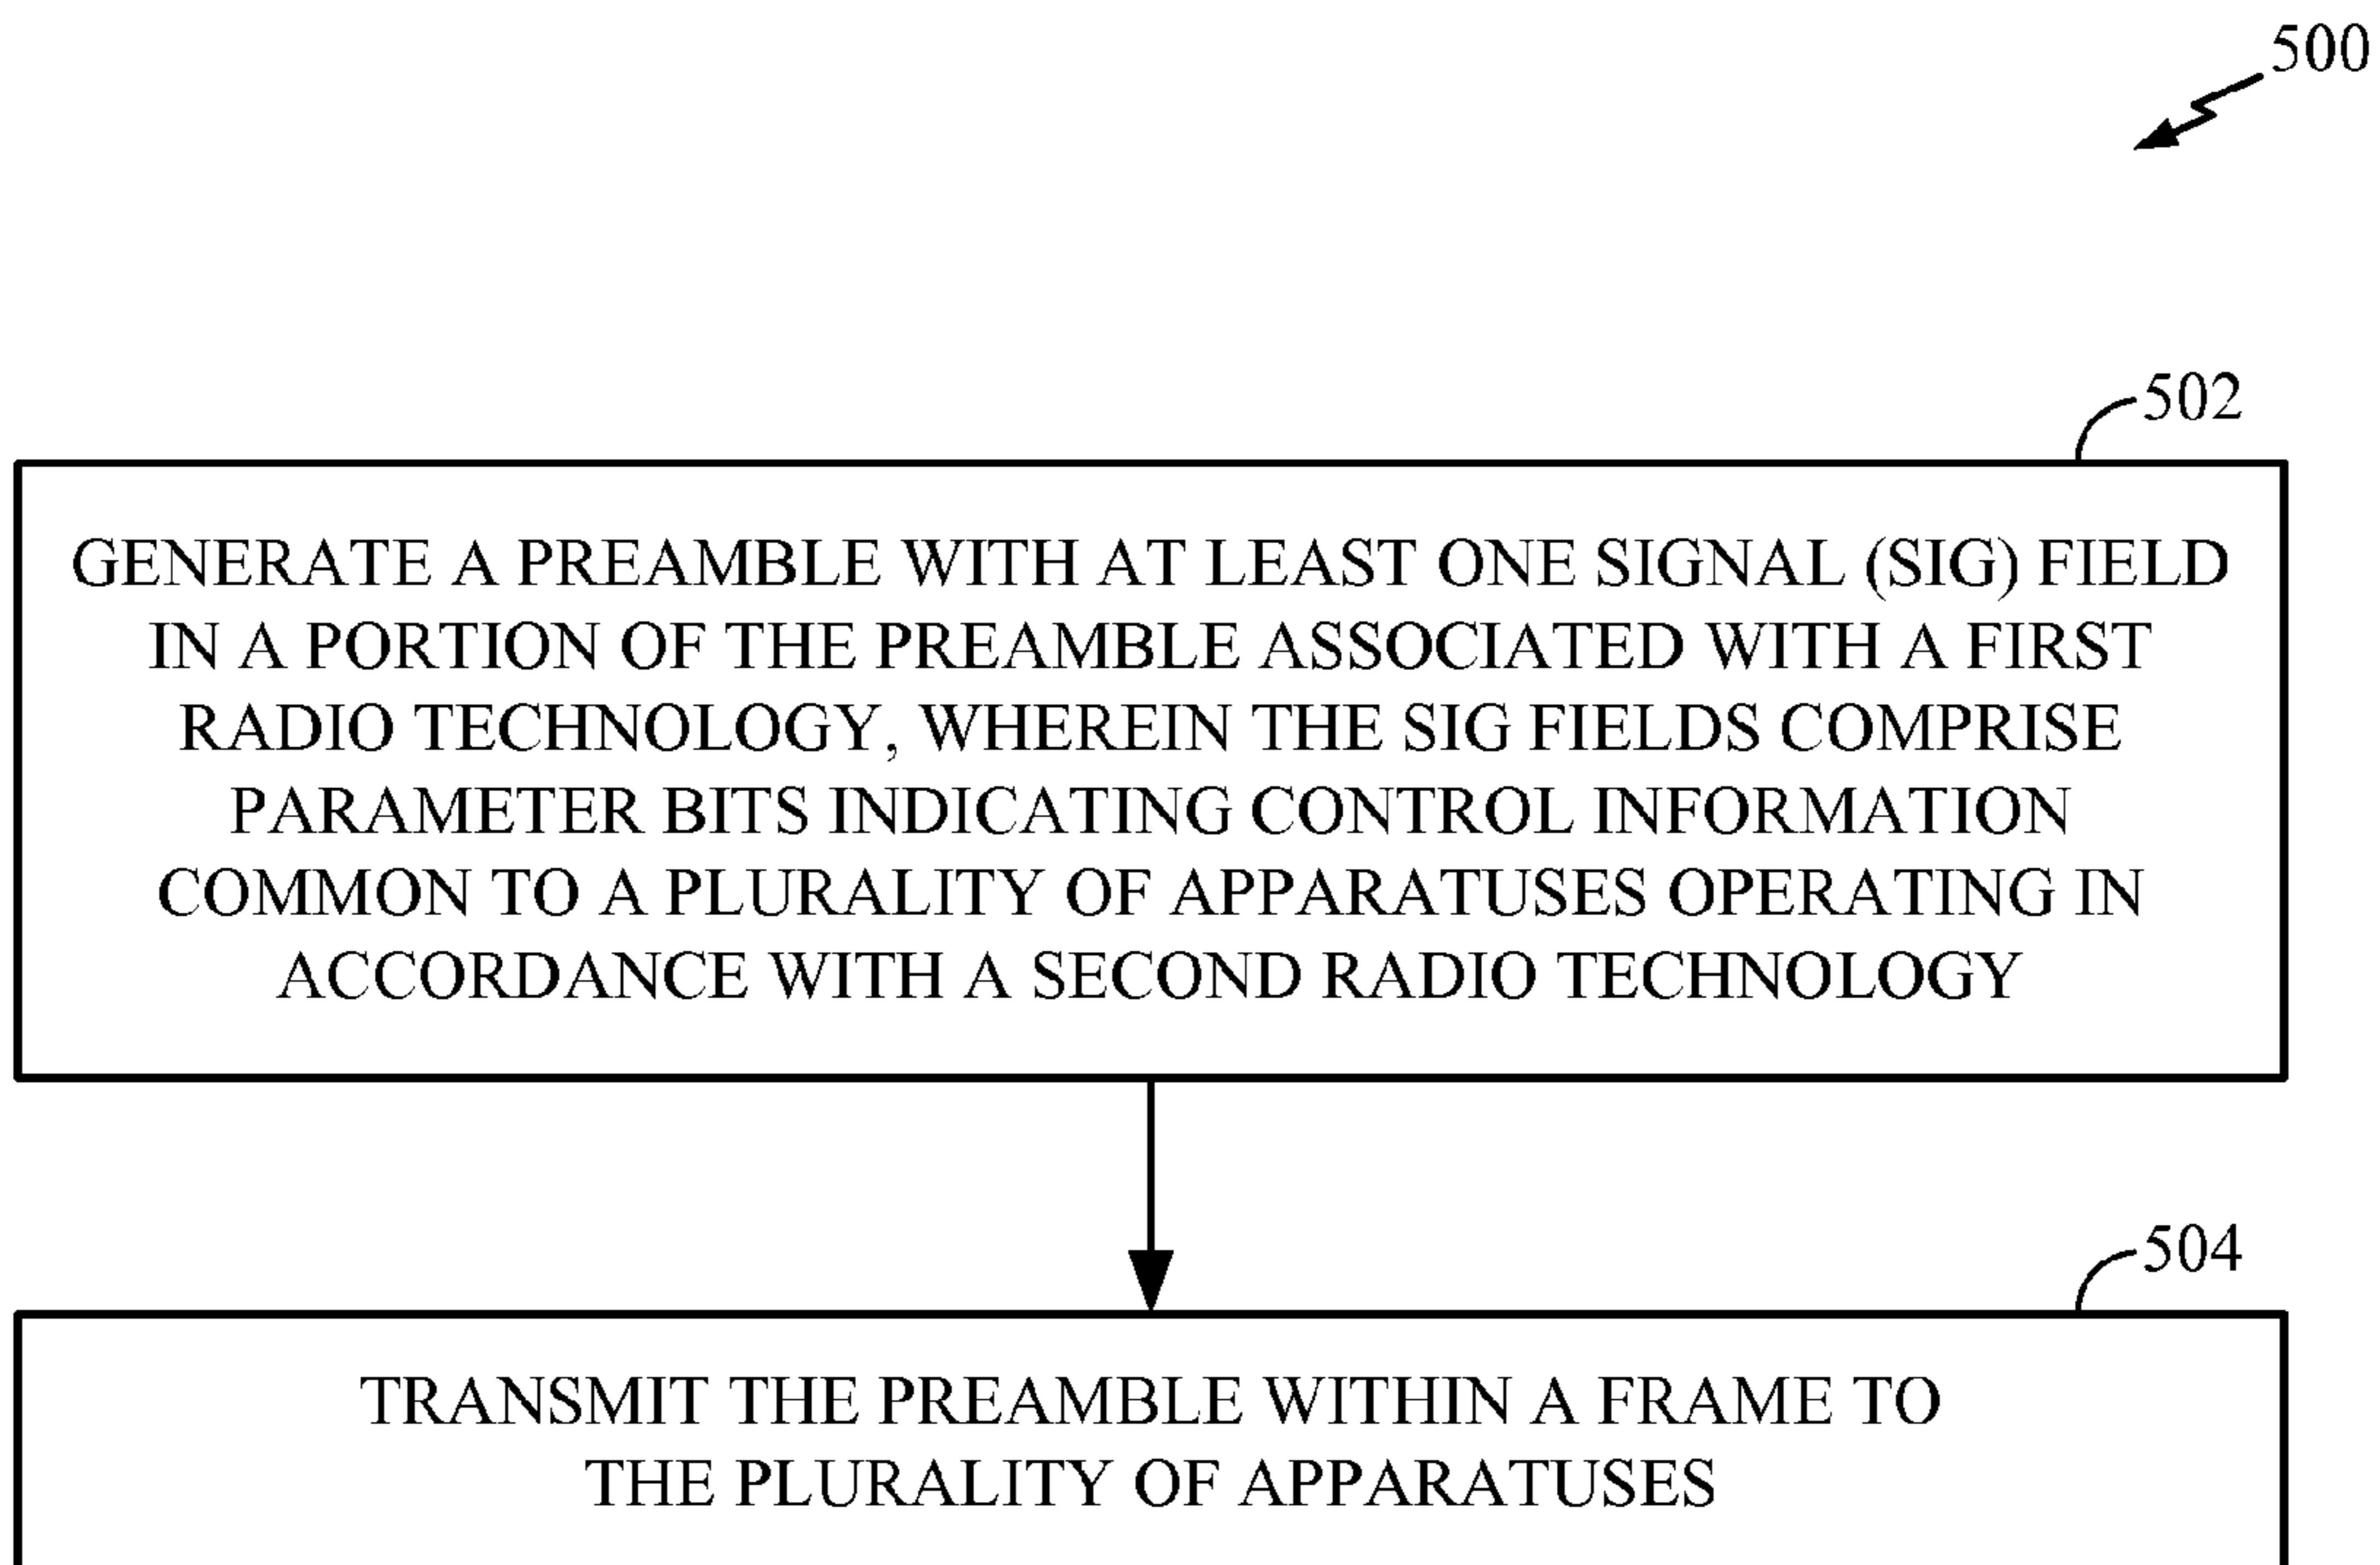 500
502
GENERATE A PREAMBLE WITH AT LEAST ONE SIGNAL (SIG) FIELD
IN A PORTION OF THE PREAMBLE ASSOCIATED WITH A FIRST
RADIO TECHNOLOGY, WHEREIN THE SIG FIELDS COMPRISE
PARAMETER BITS INDICATING CONTROL INFORMATION
COMMON TO A PLURALITY OF APPARATUSES OPERATING IN
ACCORDANCE WITH A SECOND RADIO TECHNOLOGY
504
TRANSMIT THE PREAMBLE WITHIN A FRAME TO
THE PLURALITY OF APPARATUSES